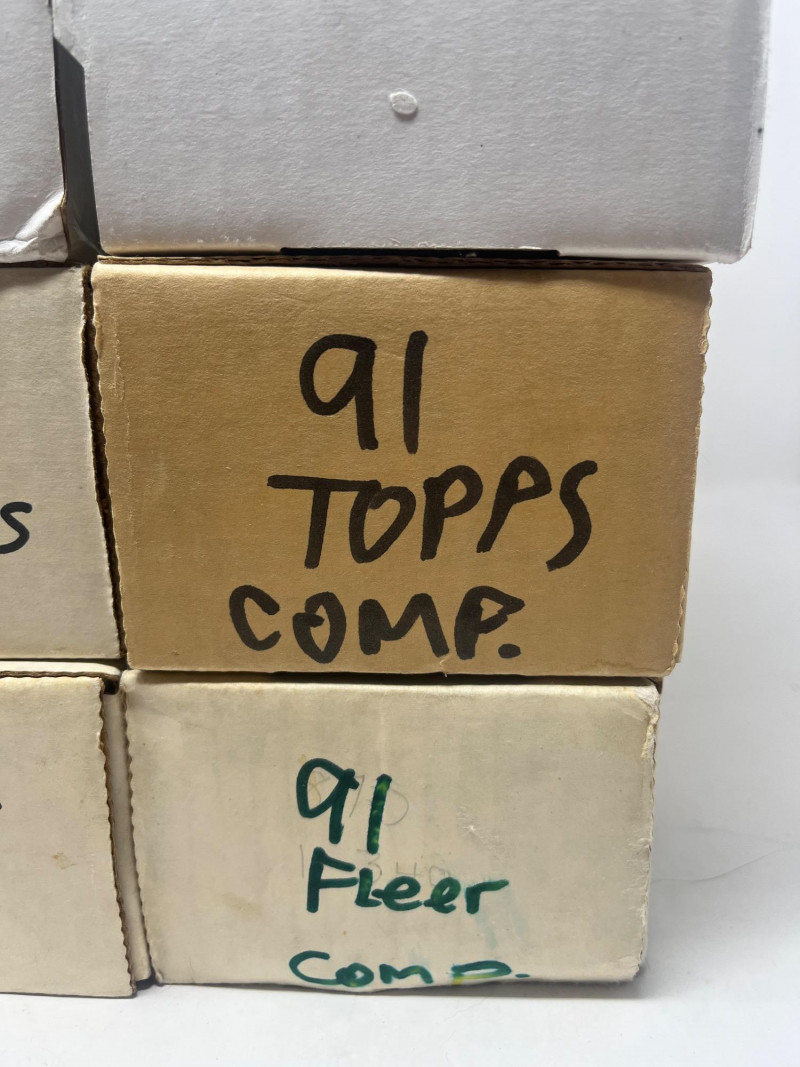 91
TOPPS
COMP.
S
91
FLeer
comp.